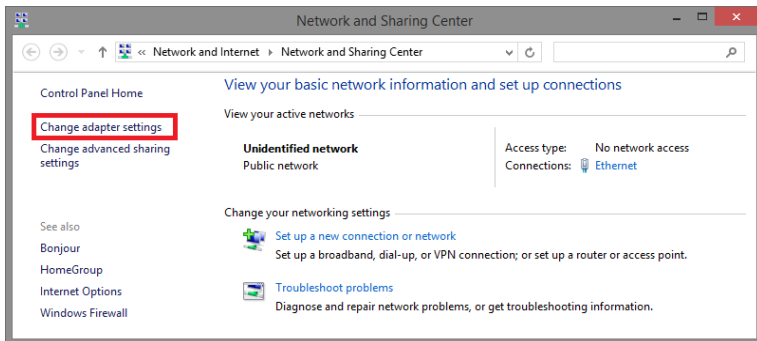 Network and Sharing Center
« Network and Internet ▸ Network and Sharing Center
Control Panel Home
Change adapter settings
Change advanced sharing
settings
See also
Bonjour
HomeGroup
Internet Options
Windows Firewall
View your basic network information and set up connections
View your active networks
Unidentified network
Public network
Access type: No network access
Connections: Ethernet
Change your networking settings
Set up a new connection or network
Set up a broadband, dial-up, or VPN connection; or set up a router or access point.
Troubleshoot problems
Diagnose and repair network problems, or get troubleshooting information.